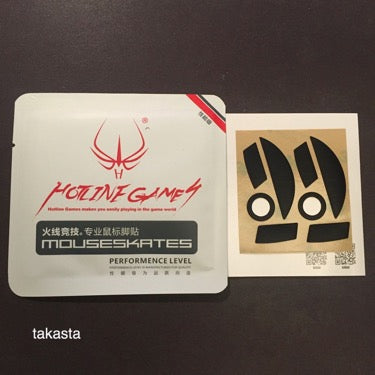 ®
HOTLINE GAMES
Hotline Games makes you easily playing in the game world
火线竞技®专业鼠标脚贴
MOUSESKATES
PERFORMENCE LEVEL
takasta